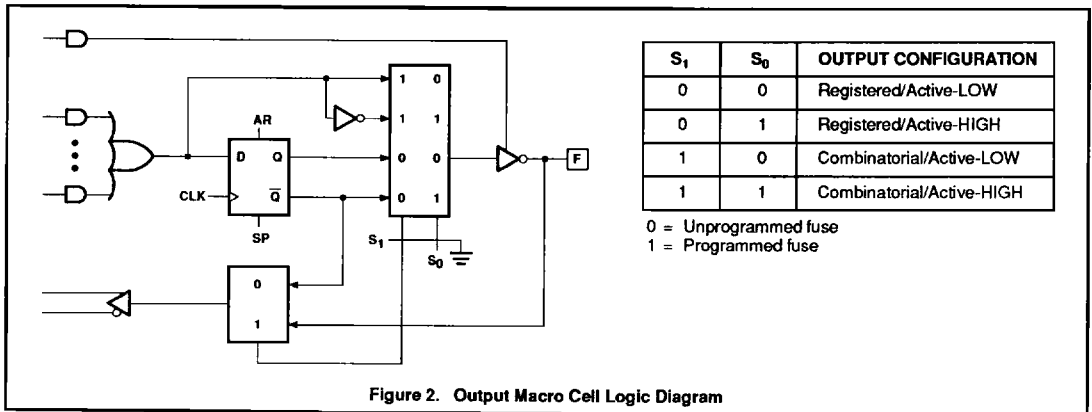 AR
D Q
CLK
Q
SP
1 0
1 1
0 0
0 1
S1
S0
F
0
1
S1 S0 OUTPUT CONFIGURATION
0 0 Registered/Active-LOW
0 1 Registered/Active-HIGH
1 0 Combinatorial/Active-LOW
1 1 Combinatorial/Active-HIGH
0 = Unprogrammed fuse
1 = Programmed fuse
Figure 2. Output Macro Cell Logic Diagram